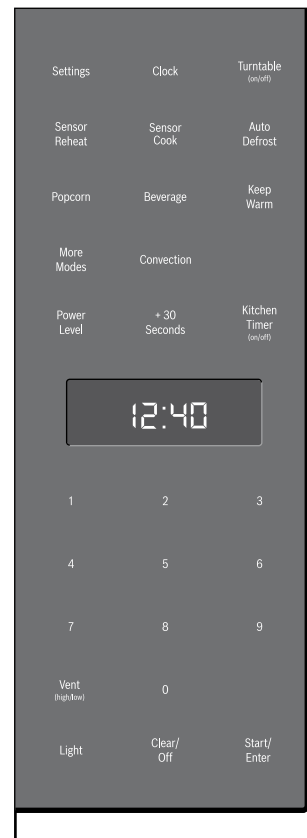 Settings Clock Turntable
(on/off)
Sensor Sensor Auto
Reheat Cook Defrost
Popcorn Beverage Keep
Warm
More
Modes Convection
Power + 30 Kitchen
Level Seconds Timer
(on/off)
12:40
1 2 3
4 5 6
7 8 9
Vent
(high/low) 0
Light Clear/ Start/
Off Enter